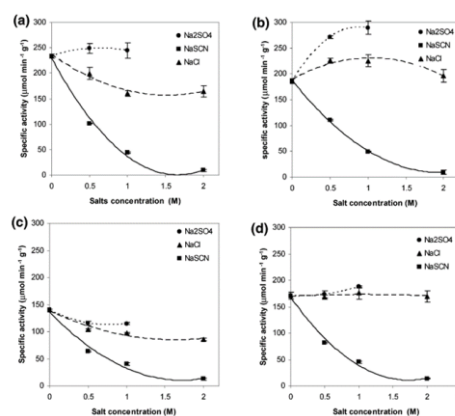 (a)
Specific activity (µmol min⁻¹ g⁻¹)
300
250
200
150
100
50
0
0 0.5 1 1.5 2
Salts concentration (M)
Na2SO4
NaSCN
NaCl
(b)
specific activity (µmol min⁻¹ g⁻¹)
300
250
200
150
100
50
0
0 0.5 1 1.5 2
Salt concentration (M)
Na2SO4
NaCl
NaSCN
(c)
Specific activity (µmol min⁻¹ g⁻¹)
300
250
200
150
100
50
0
0 0.5 1 1.5 2
Salt concentration (M)
Na2SO4
NaCl
NaSCN
(d)
Specific activity (µmol min⁻¹ g⁻¹)
300
250
200
150
100
50
0
0 0.5 1 1.5 2
Salt concentration (M)
Na2SO4
NaCl
NaSCN